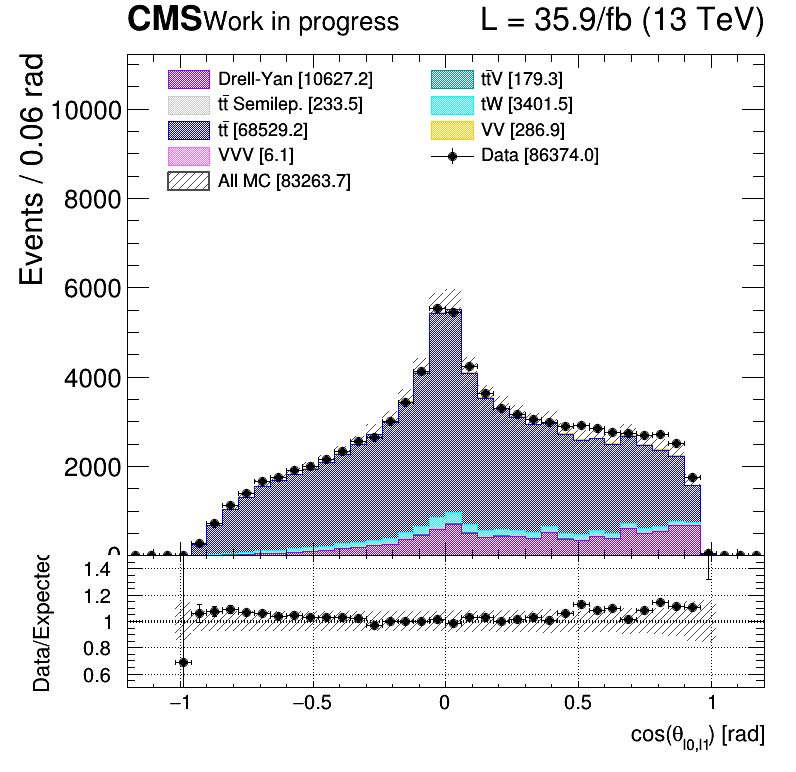 CMS Work in progress L = 35.9/fb (13 TeV)
Events / 0.06 rad
Drell-Yan [10627.2]
tt̄ Semilep. [233.5]
tt̄ [68529.2]
VVV [6.1]
All MC [83263.7]
tt̄V [179.3]
tW [3401.5]
VV [286.9]
Data [86374.0]
10000
8000
6000
4000
2000
0
Data/Expected
1.4
1.2
1
0.8
0.6
−1 −0.5 0 0.5 1
cos(θ_l0,l1) [rad]